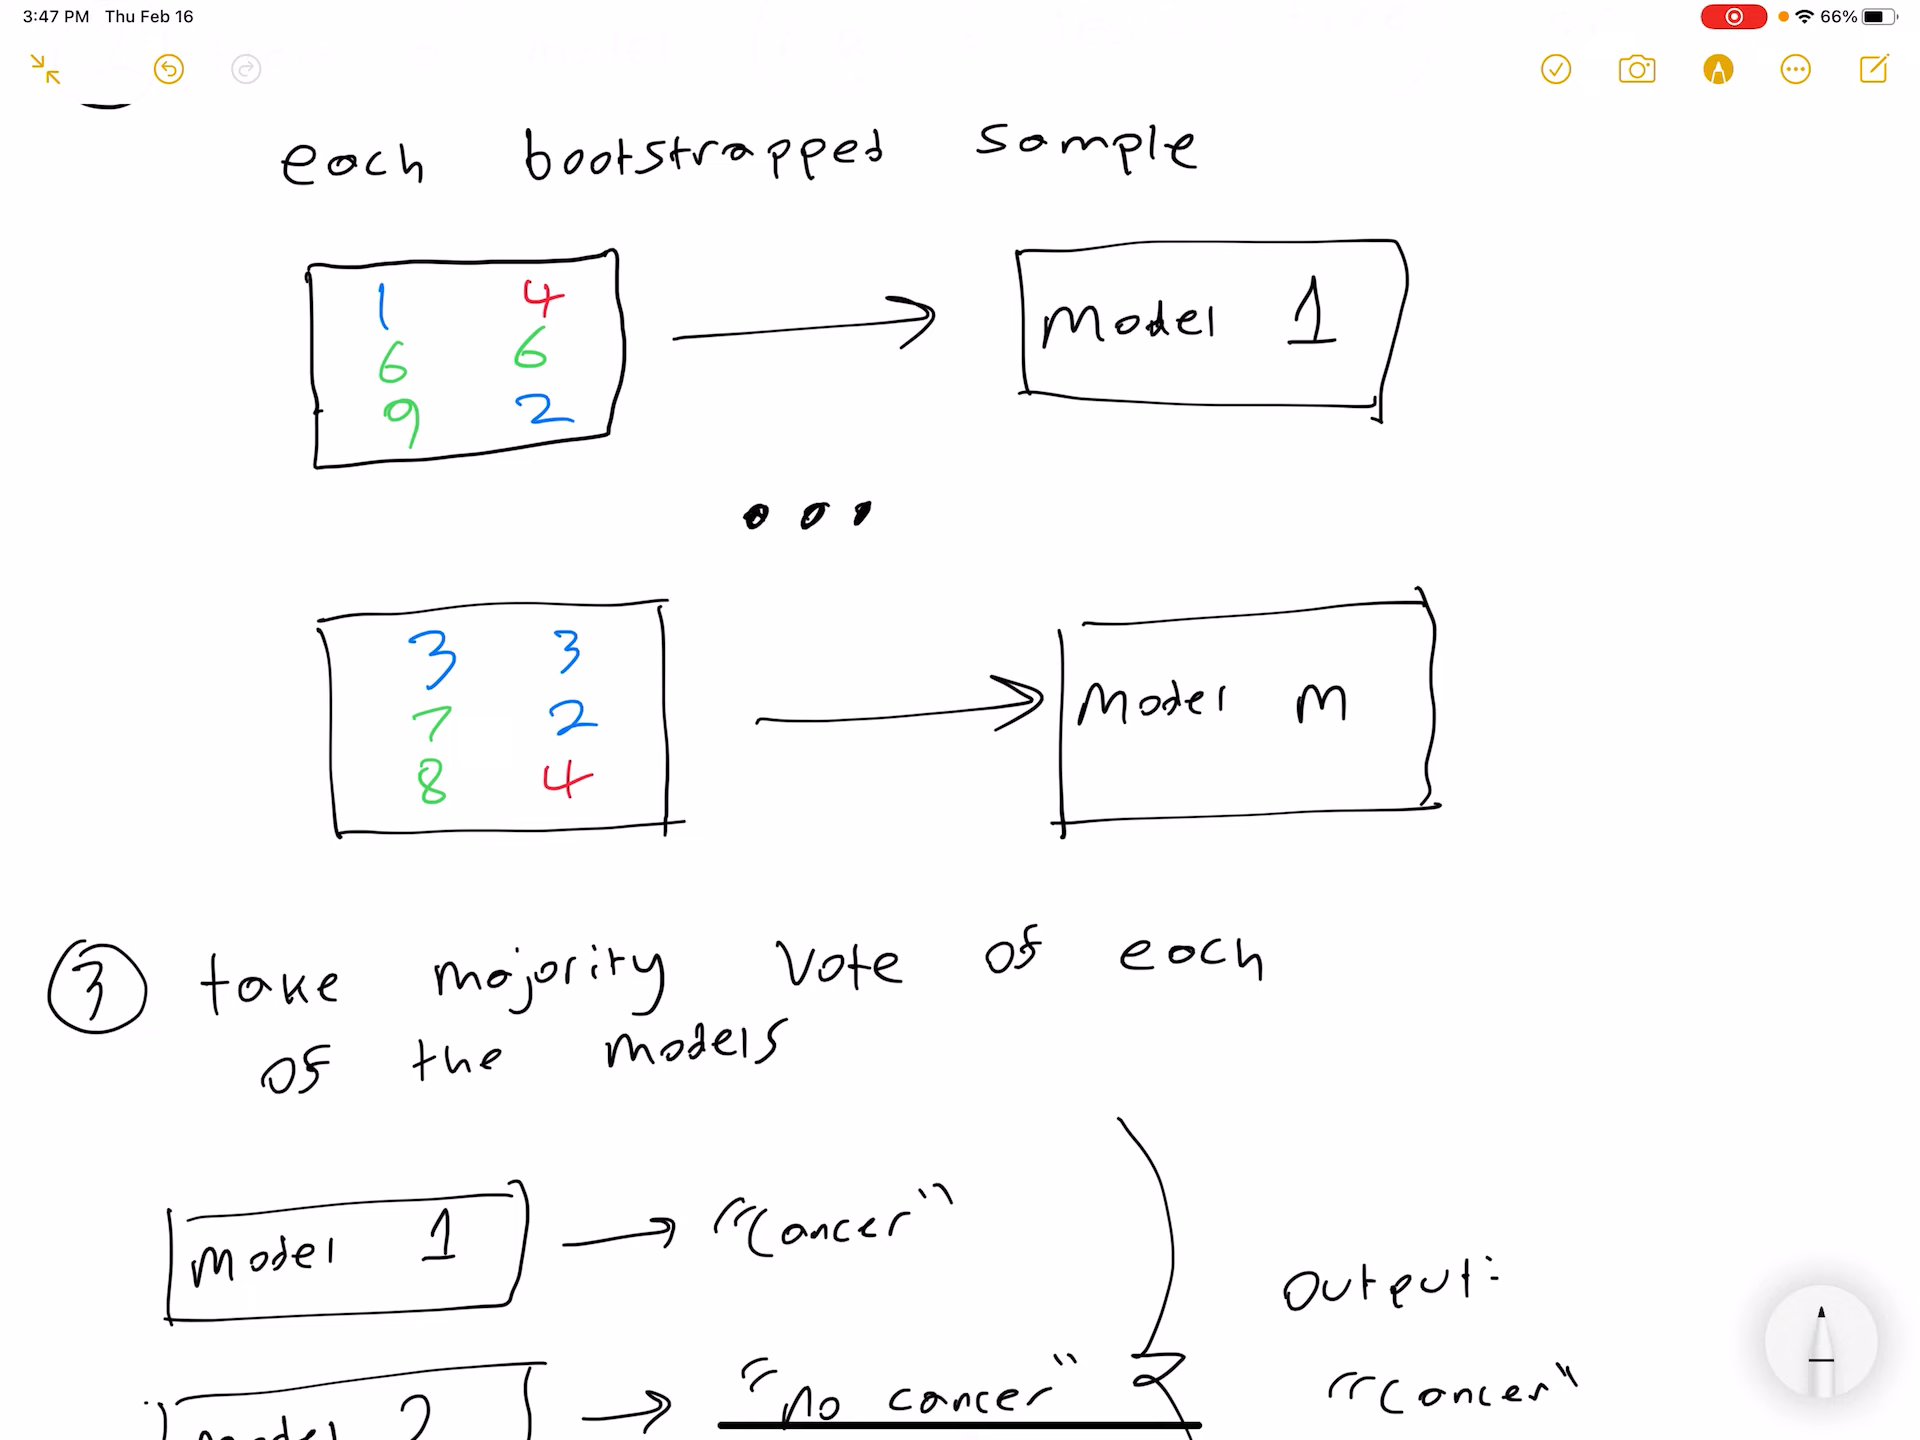 3:47 PM Thu Feb 16
66%
each bootstrapped sample
1 4
6 6
9 2
Model 1
3 3
7 2
8 4
Model m
3 take majority vote of each
of the models
Model 1 → "Cancer"
Output:
Model 2 → "no cancer"
"Cancer"